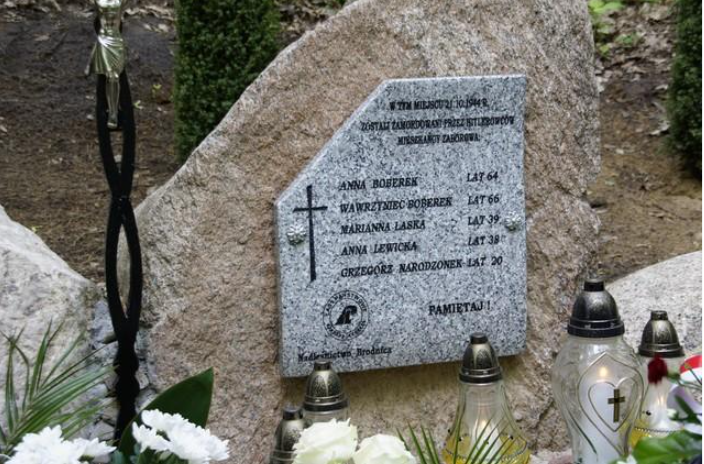 W TYM MIEJSCU 21.10.1944 R.
ZOSTALI ZAMORDOWANI PRZEZ HITLEROWCÓW
MIESZKAŃCY ZABOROWA:
ANNA BOBEREK LAT 64
WAWRZYNIEC BOBEREK LAT 66
MARIANNA ŁASKA LAT 39
ANNA LEWICKA LAT 38
GRZEGORZ NARODZONEK LAT 20
PAMIĘTAJ !
Nadleśnictwo Brodnica